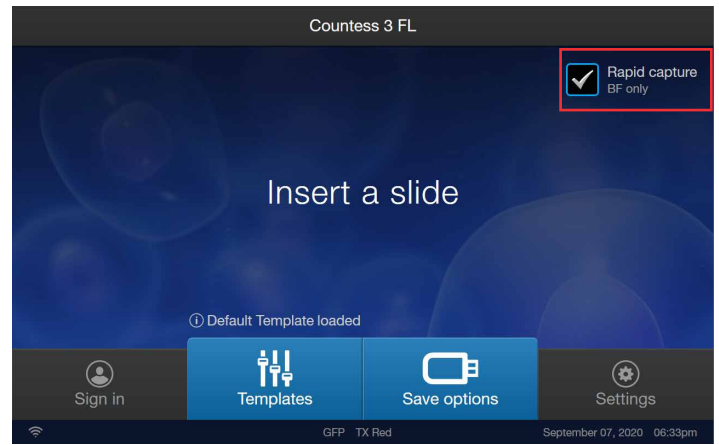 Countess 3 FL
Rapid capture
BF only
Insert a slide
Default Template loaded
Sign in
Templates
Save options
Settings
GFP TX Red
September 07, 2020 06:33pm